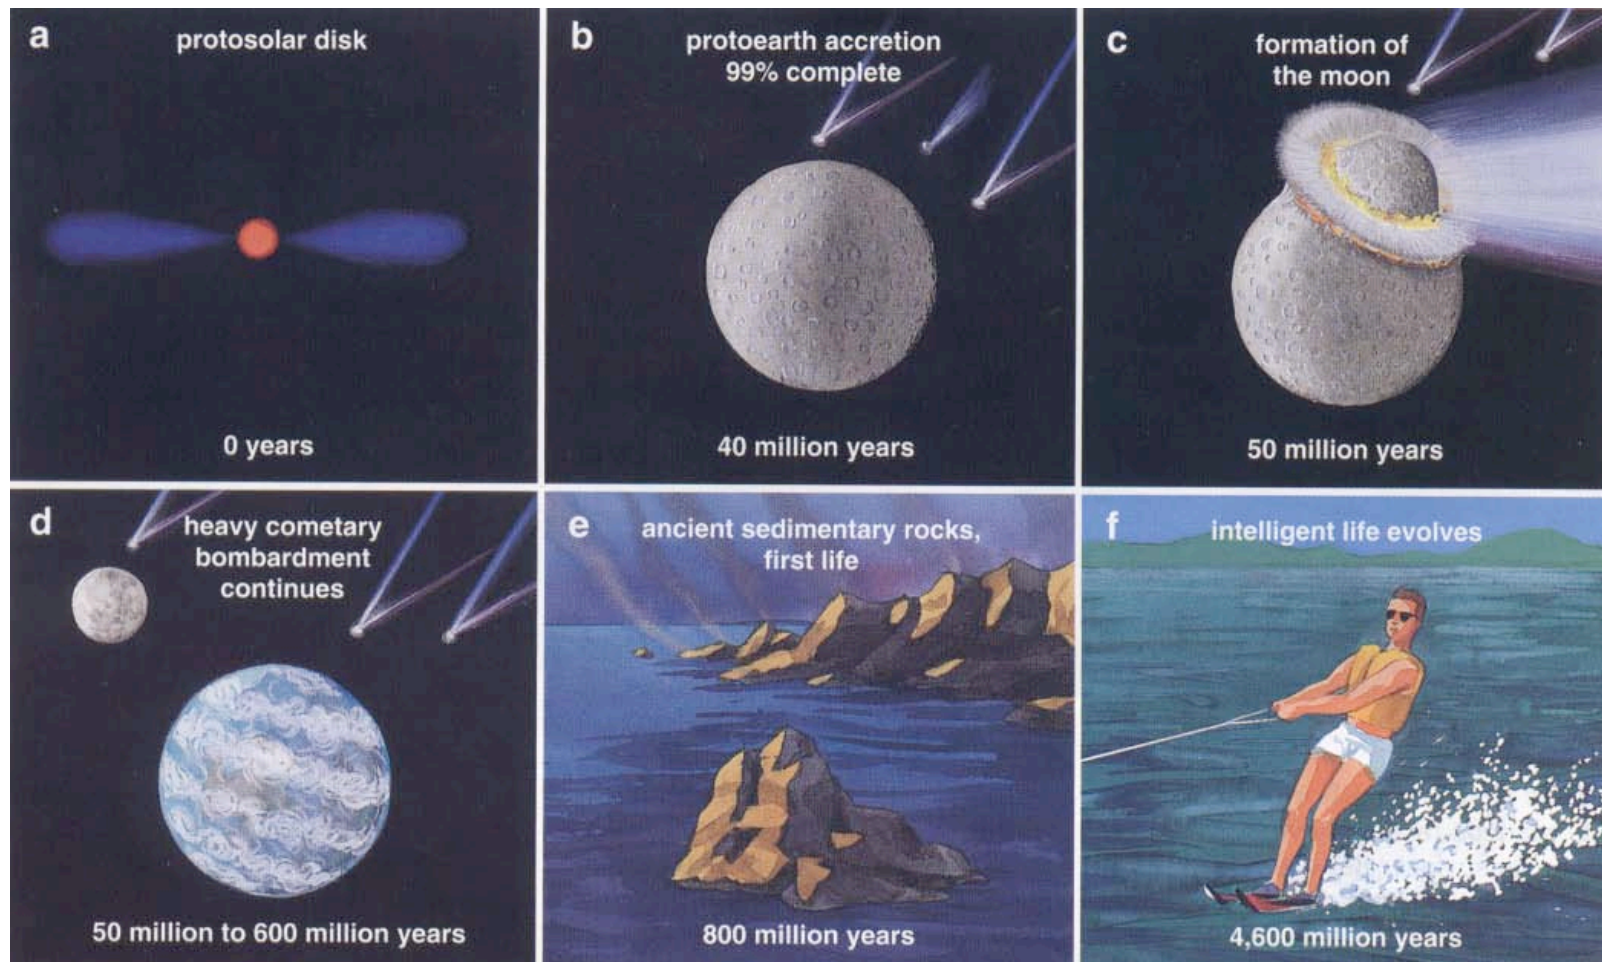 a
protosolar disk
0 years
b
protoearth accretion
99% complete
40 million years
c
formation of
the moon
50 million years
d
heavy cometary
bombardment
continues
50 million to 600 million years
e
ancient sedimentary rocks,
first life
800 million years
f
intelligent life evolves
4,600 million years